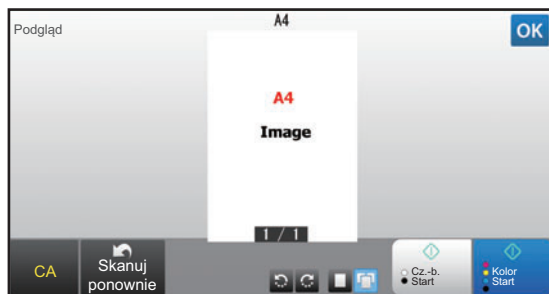 A4
Podgląd
OK
A4
Image
1 / 1
CA
Skanuj
ponownie
Cz.-b.
Start
Kolor
Start